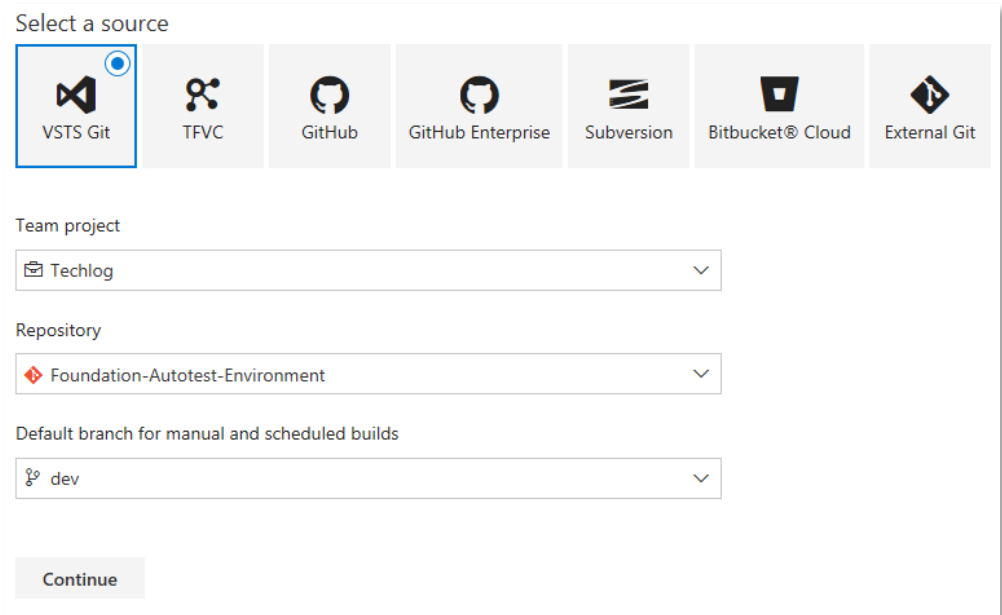 Select a source
VSTS Git TFVC GitHub GitHub Enterprise Subversion Bitbucket® Cloud External Git
Team project
Techlog
Repository
Foundation-Autotest-Environment
Default branch for manual and scheduled builds
dev
Continue